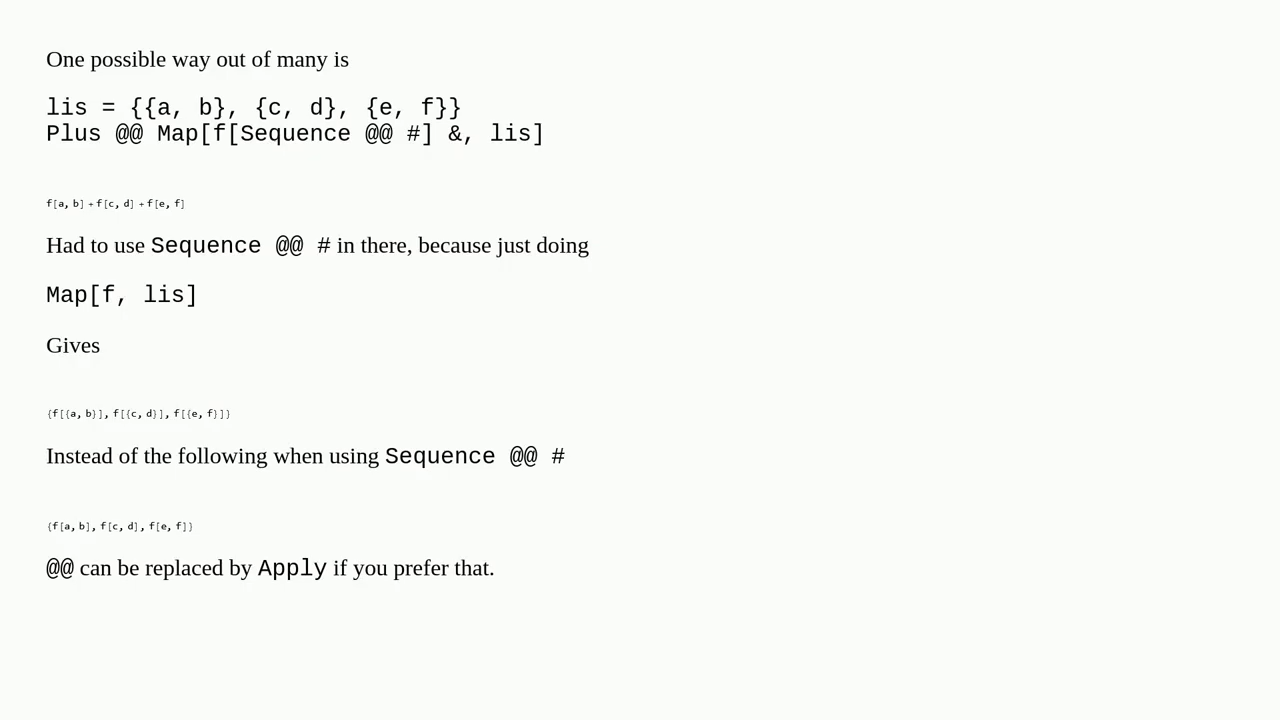 One possible way out of many is
lis = {{a, b}, {c, d}, {e, f}}
Plus @@ Map[f[Sequence @@ #] &, lis]
f[a, b] + f[c, d] + f[e, f]
Had to use Sequence @@ # in there, because just doing
Map[f, lis]
Gives
{f[{a, b}], f[{c, d}], f[{e, f}]}
Instead of the following when using Sequence @@ #
{f[a, b], f[c, d], f[e, f]}
@@ can be replaced by Apply if you prefer that.